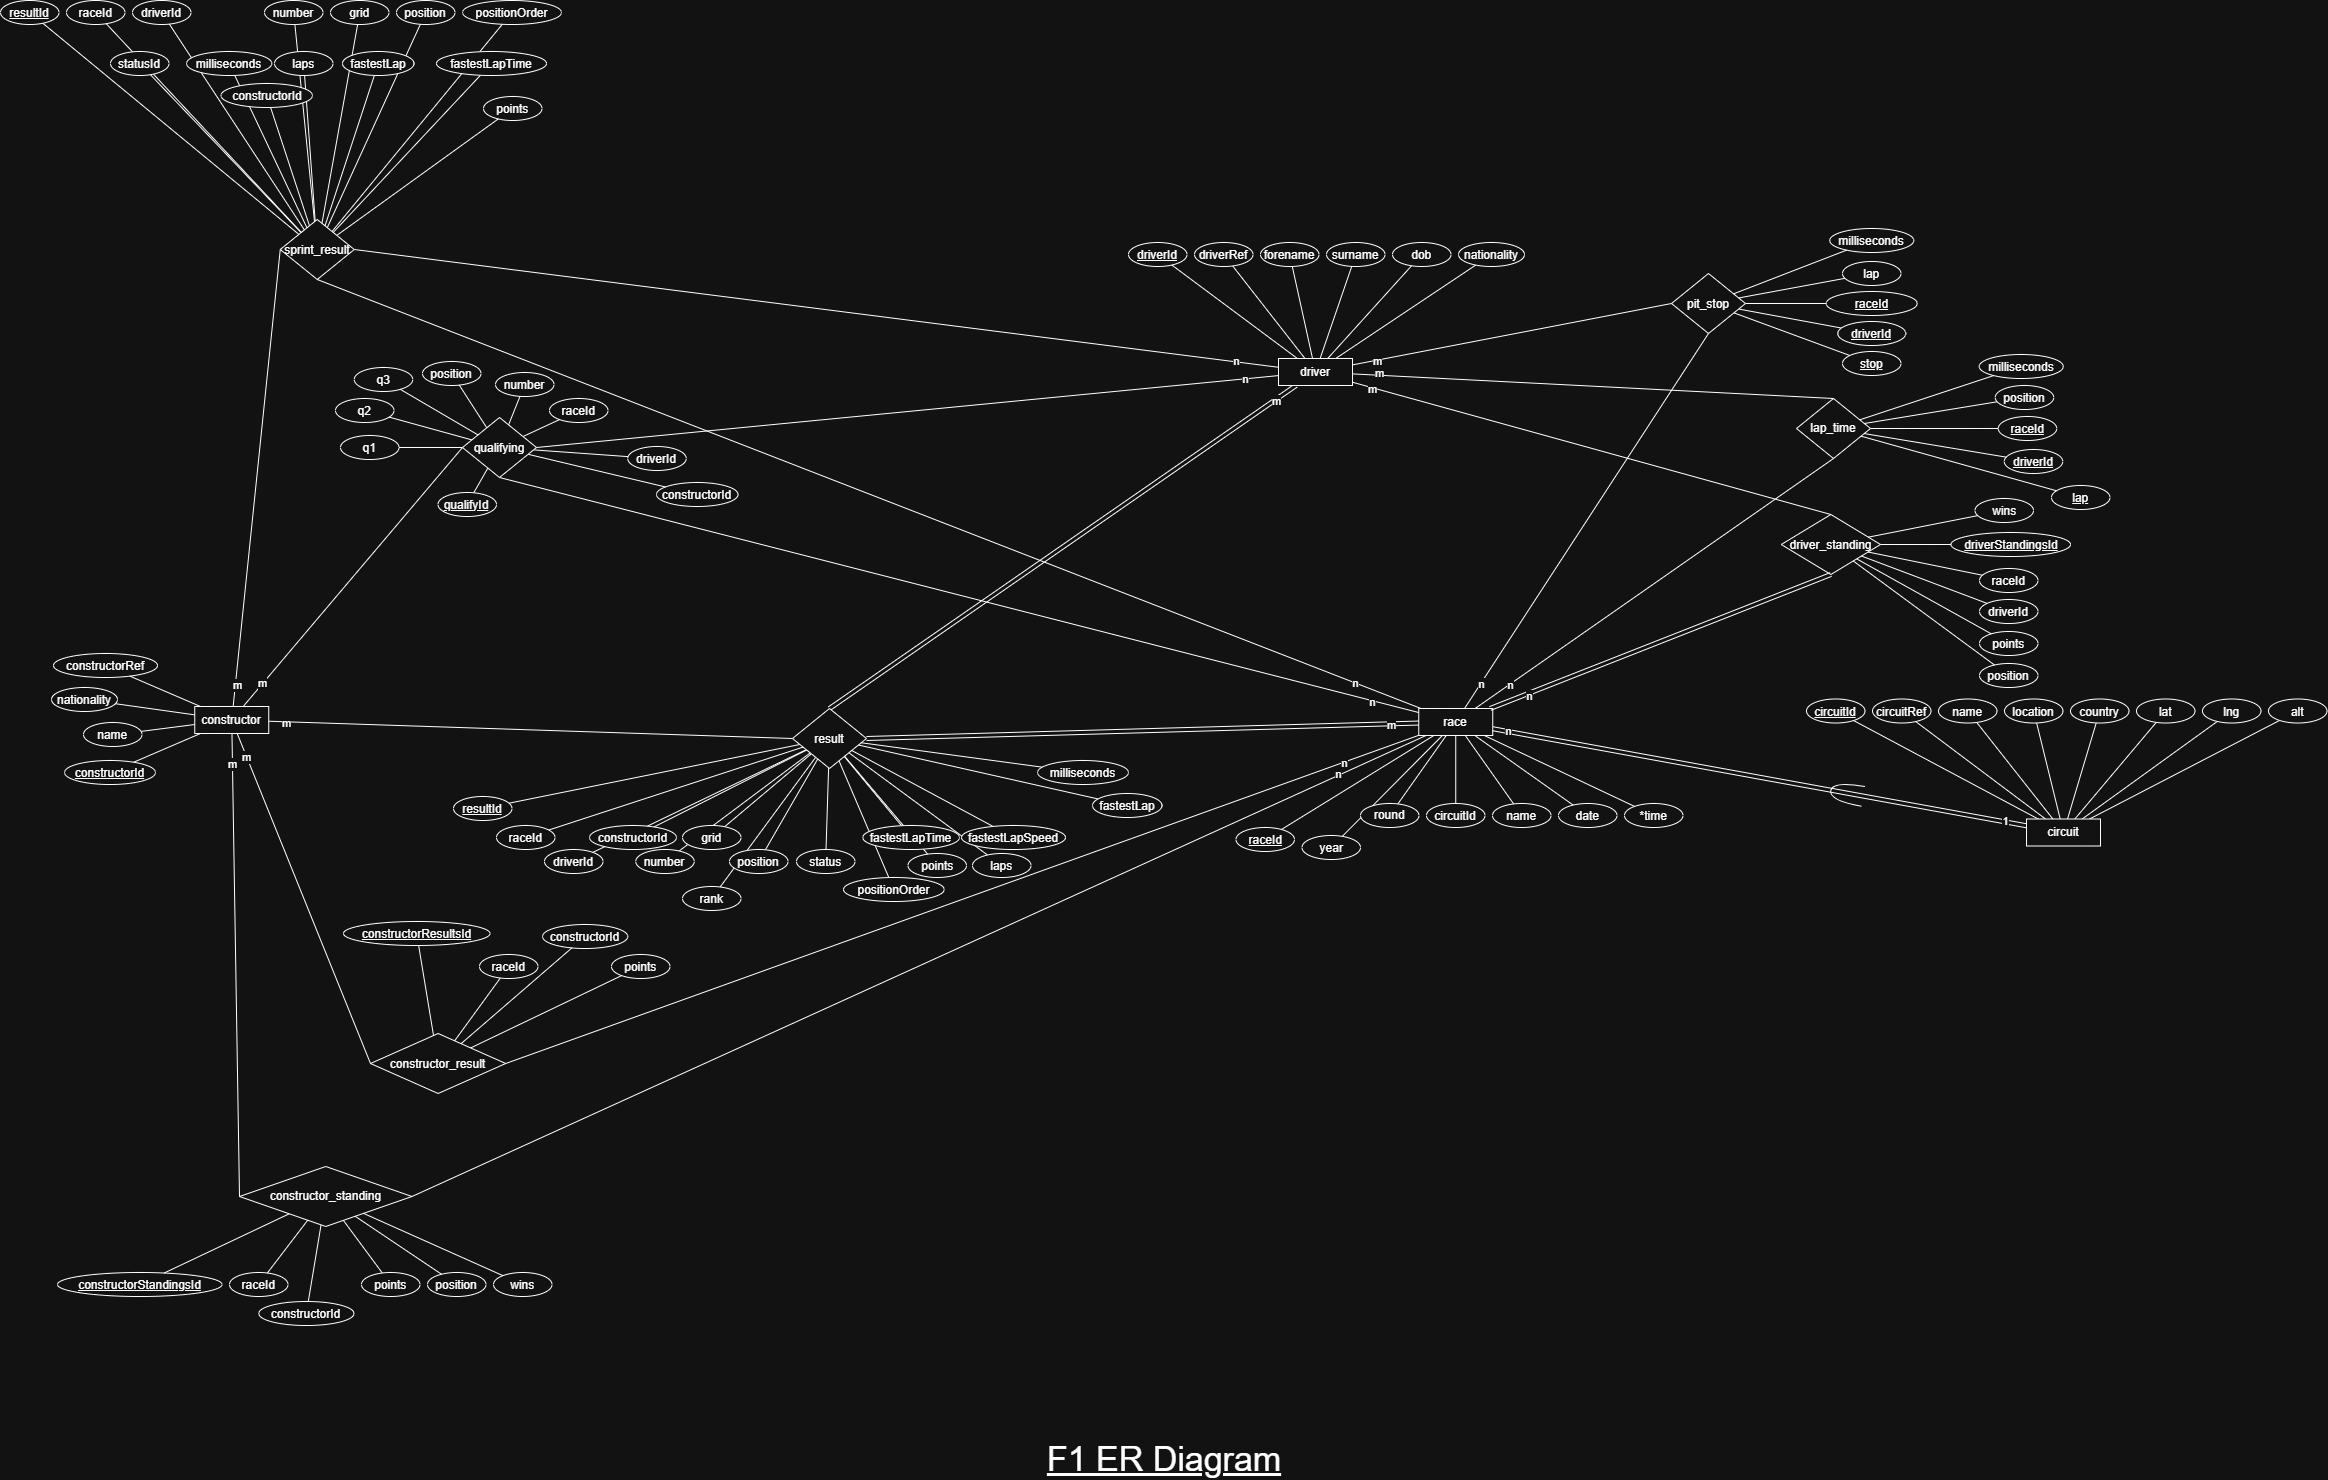 resultId
raceId
driverId
number
grid
position
positionOrder
statusId
milliseconds
laps
fastestLap
fastestLapTime
constructorId
points
sprint_result
driverId
driverRef
forename
surname
dob
nationality
n
n
driver
m
m
m
m
milliseconds
lap
raceId
driverId
stop
pit_stop
milliseconds
position
raceId
driverId
lap
lap_time
wins
driverStandingsId
raceId
driverId
points
position
driver_standing
q3
position
number
q2
raceId
q1
qualifying
driverId
constructorId
qualifyId
constructorRef
nationality
name
constructorId
constructor
m
m
m
m
m
result
resultId
raceId
constructorId
grid
fastestLapTime
fastestLapSpeed
driverId
number
position
status
points
laps
rank
positionOrder
milliseconds
fastestLap
n
n
n
n
n
m
race
n
n
n
raceId
year
round
circuitId
name
date
*time
circuitId
circuitRef
name
location
country
lat
lng
alt
1
circuit
constructorResultsId
raceId
constructorId
points
constructor_result
constructor_standing
constructorStandingsId
raceId
constructorId
points
position
wins
F1 ER Diagram